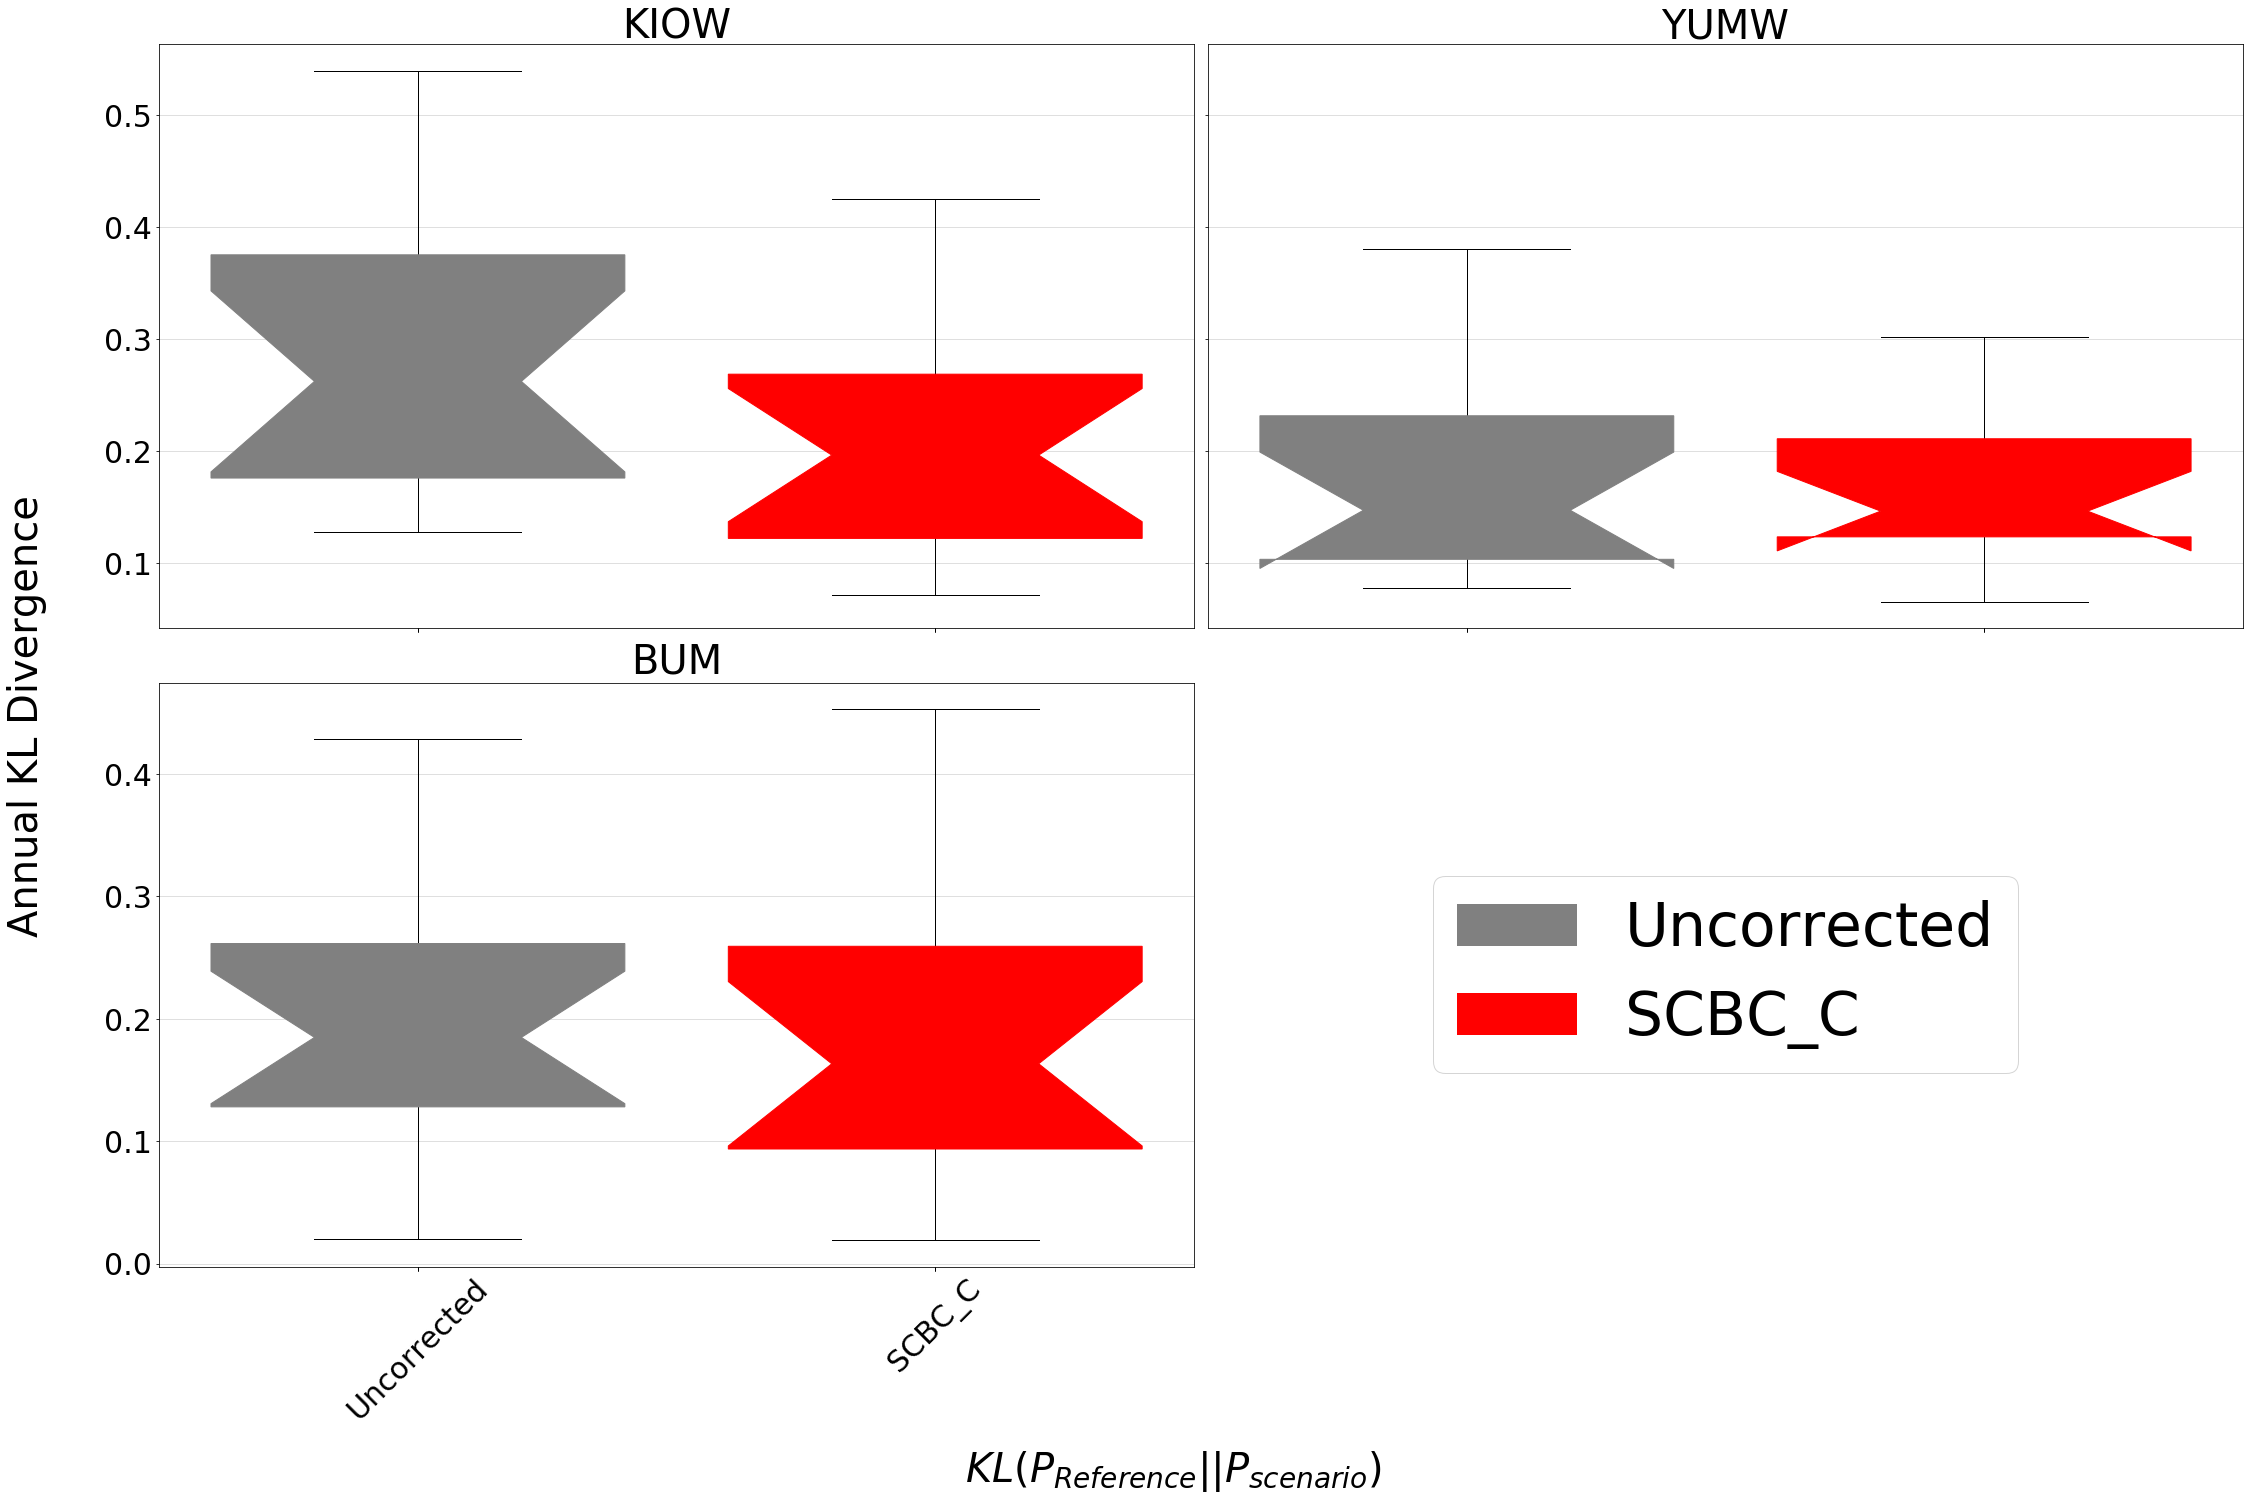 KIOW
YUMW
0.5
0.4
0.3
0.2
0.1
Annual KL Divergence
BUM
0.4
0.3
0.2
0.1
0.0
Uncorrected
SCBC_C
Uncorrected
SCBC_C
KL(P_Reference||P_scenario)